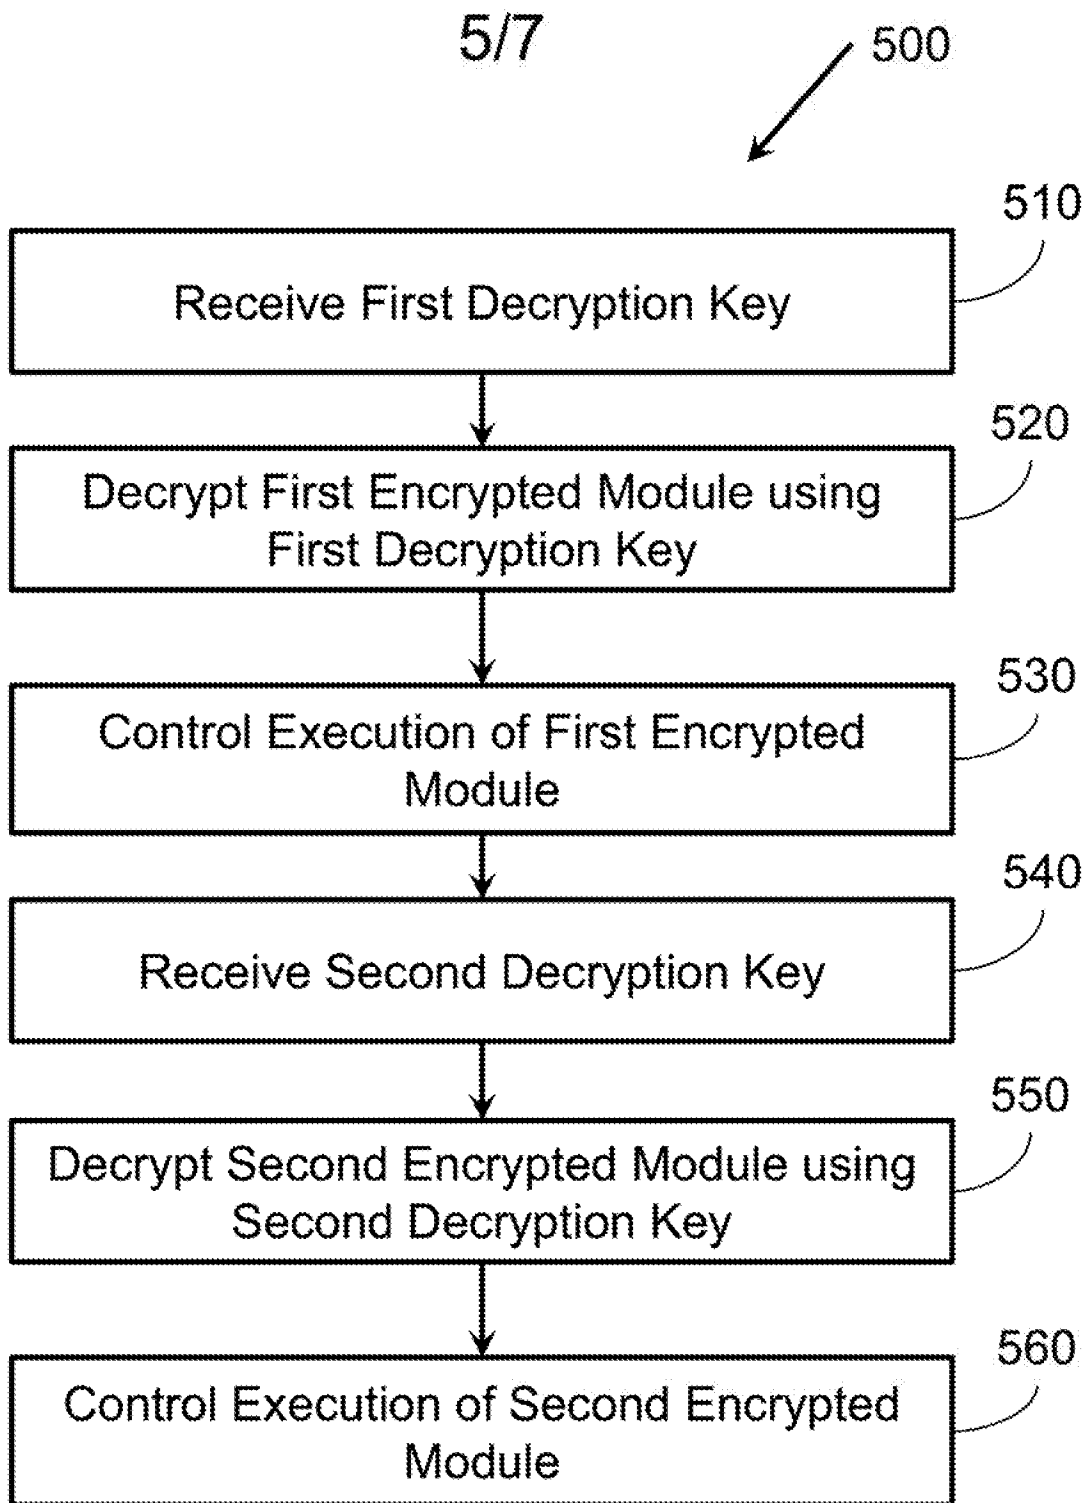 5/7
500
510
Receive First Decryption Key
520
Decrypt First Encrypted Module using
First Decryption Key
530
Control Execution of First Encrypted
Module
540
Receive Second Decryption Key
550
Decrypt Second Encrypted Module using
Second Decryption Key
560
Control Execution of Second Encrypted
Module